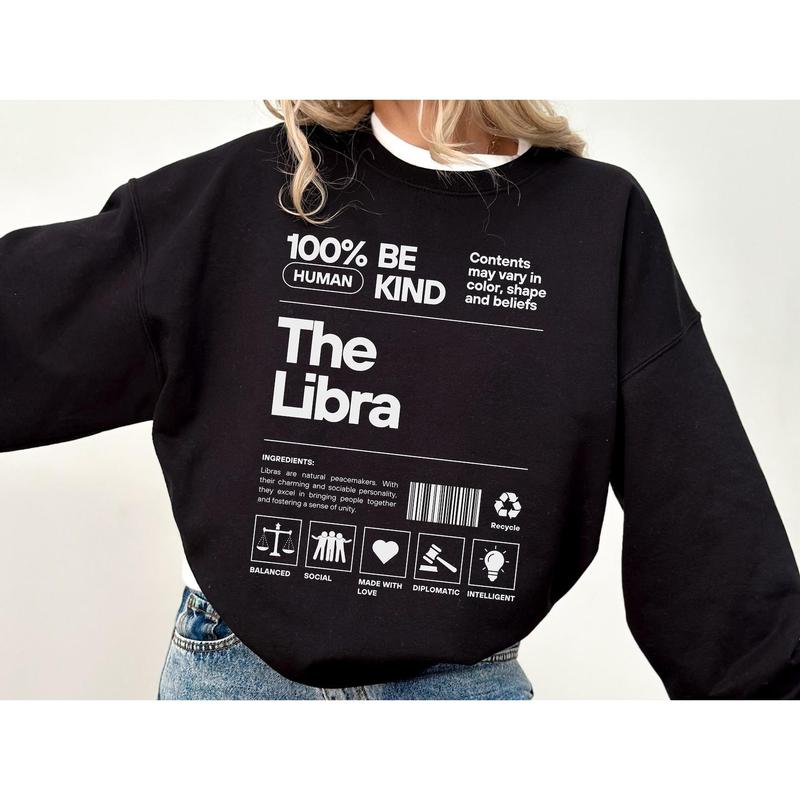 100% BE
HUMAN KIND
Contents
may vary in
color, shape
and beliefs
The
Libra
INGREDIENTS:
Libras are natural peacemakers. With
their charming and sociable personality,
they excel in bringing people together
and fostering a sense of unity.
Recycle
BALANCED
SOCIAL
MADE WITH
LOVE
DIPLOMATIC
INTELLIGENT